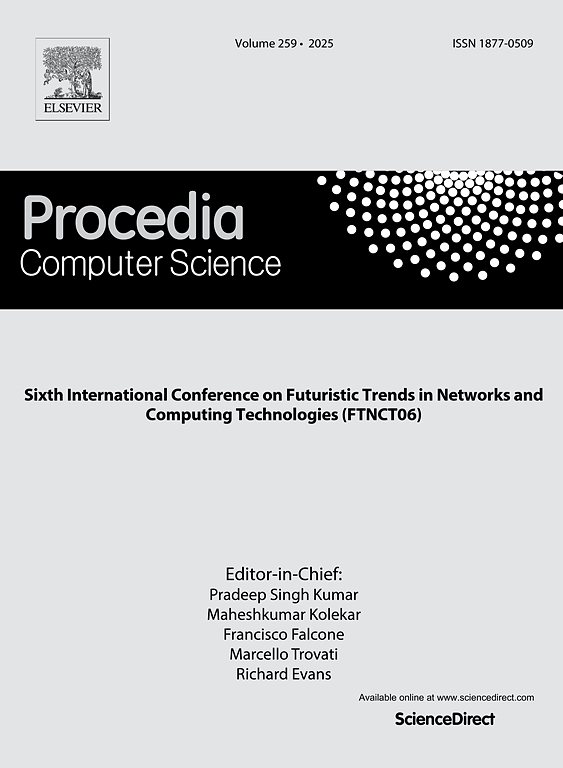 Volume 259 • 2025
ISSN 1877-0509
ELSEVIER
Procedia
Computer Science
Sixth International Conference on Futuristic Trends in Networks and
Computing Technologies (FTNCT06)
Editor-in-Chief:
Pradeep Singh Kumar
Maheshkumar Kolekar
Francisco Falcone
Marcello Trovati
Richard Evans
Available online at www.sciencedirect.com
ScienceDirect